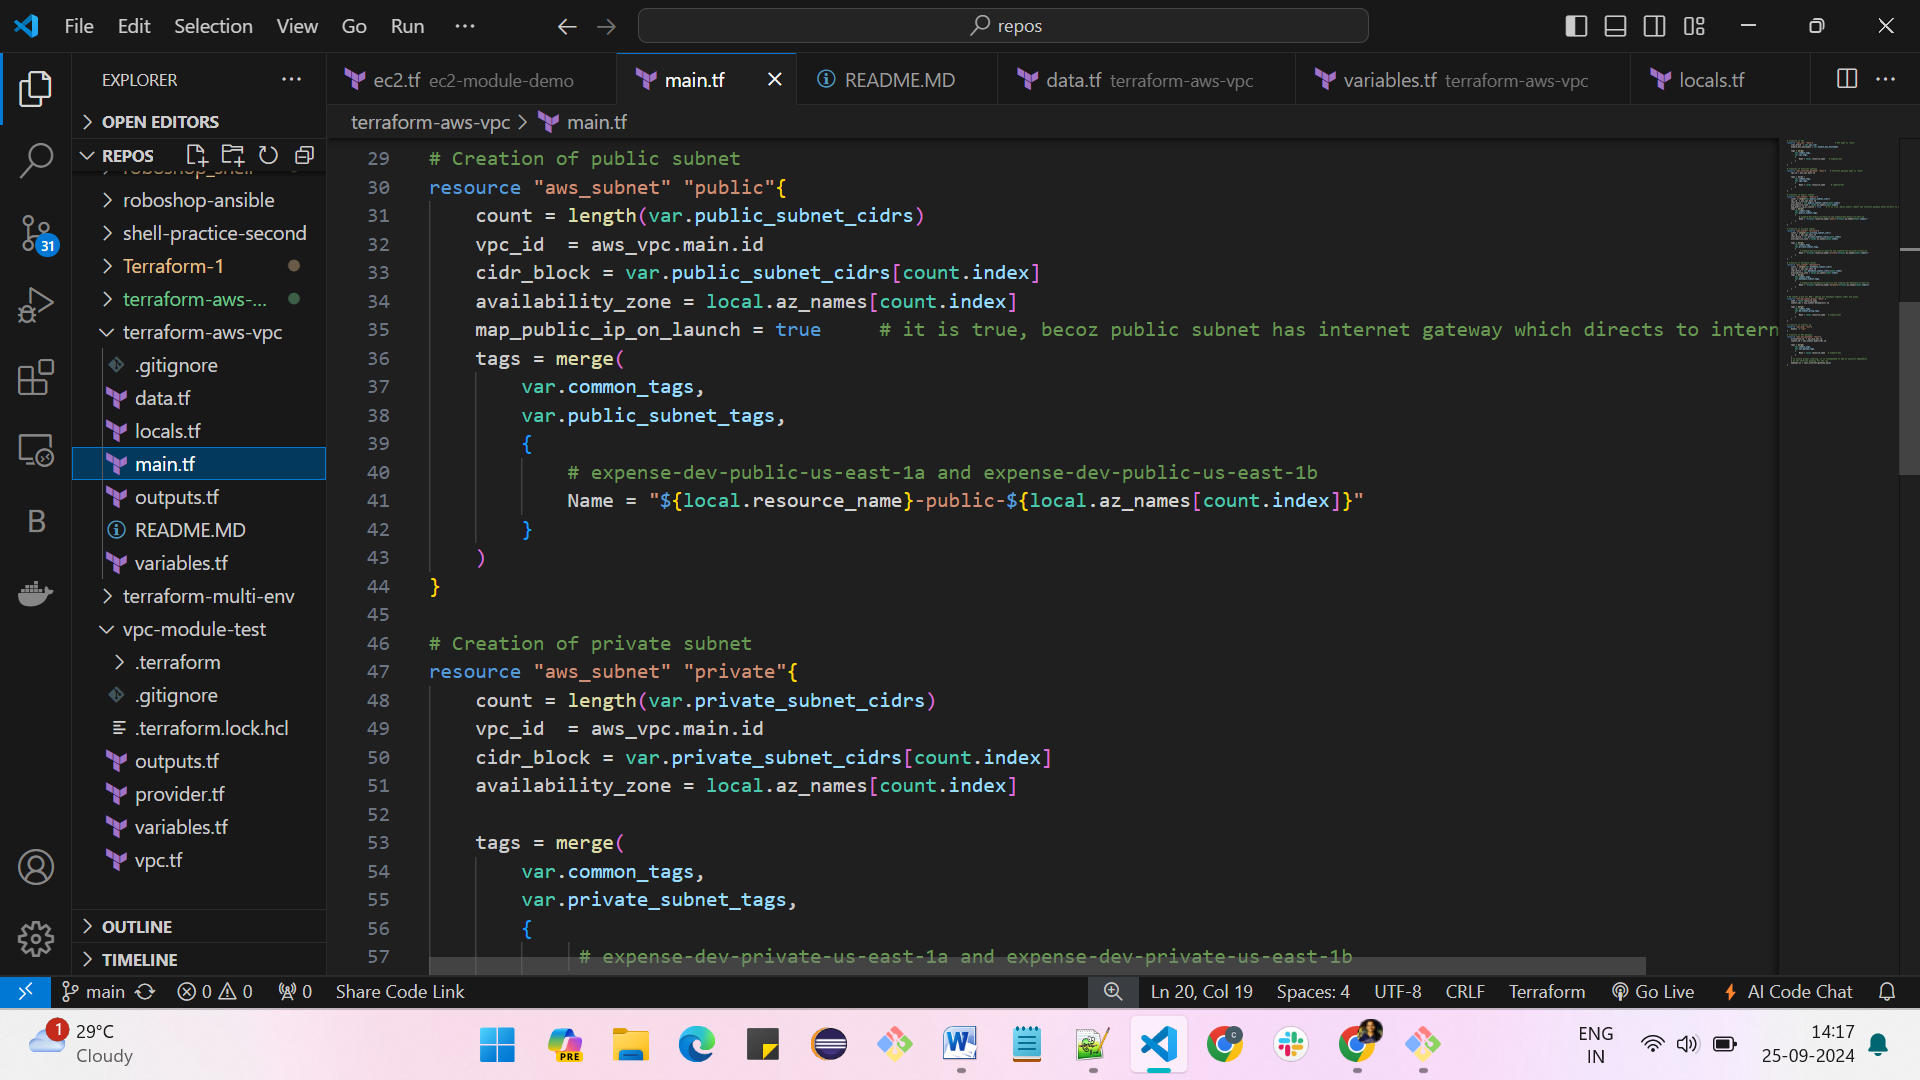 File Edit Selection View Go Run ···
repos
EXPLORER
OPEN EDITORS
REPOS
roboshop_shell
roboshop-ansible
shell-practice-second
Terraform-1
terraform-aws-...
terraform-aws-vpc
.gitignore
data.tf
locals.tf
main.tf
outputs.tf
README.MD
variables.tf
terraform-multi-env
vpc-module-test
.terraform
.gitignore
.terraform.lock.hcl
outputs.tf
provider.tf
variables.tf
vpc.tf
OUTLINE
TIMELINE
31
B
ec2.tf ec2-module-demo
main.tf
README.MD
data.tf terraform-aws-vpc
variables.tf terraform-aws-vpc
locals.tf
terraform-aws-vpc > main.tf
29 # Creation of public subnet
30 resource "aws_subnet" "public"{
31 count = length(var.public_subnet_cidrs)
32 vpc_id  = aws_vpc.main.id
33 cidr_block = var.public_subnet_cidrs[count.index]
34 availability_zone = local.az_names[count.index]
35 map_public_ip_on_launch = true     # it is true, becoz public subnet has internet gateway which directs to intern
36 tags = merge(
37 var.common_tags,
38 var.public_subnet_tags,
39 {
40 # expense-dev-public-us-east-1a and expense-dev-public-us-east-1b
41 Name = "${local.resource_name}-public-${local.az_names[count.index]}"
42 }
43 )
44 }
45
46 # Creation of private subnet
47 resource "aws_subnet" "private"{
48 count = length(var.private_subnet_cidrs)
49 vpc_id  = aws_vpc.main.id
50 cidr_block = var.private_subnet_cidrs[count.index]
51 availability_zone = local.az_names[count.index]
52
53 tags = merge(
54 var.common_tags,
55 var.private_subnet_tags,
56 {
57 # expense-dev-private-us-east-1a and expense-dev-private-us-east-1b
main 0 0 0 Share Code Link Ln 20, Col 19 Spaces: 4 UTF-8 CRLF Terraform Go Live AI Code Chat
1
29°C
Cloudy
PRE
ENG
IN
14:17
25-09-2024